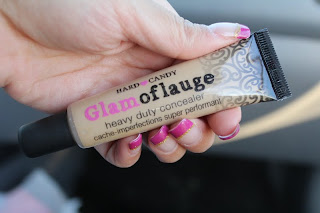 HARD CANDY
Glamoflauge
heavy duty concealer
cache-imperfections super performant